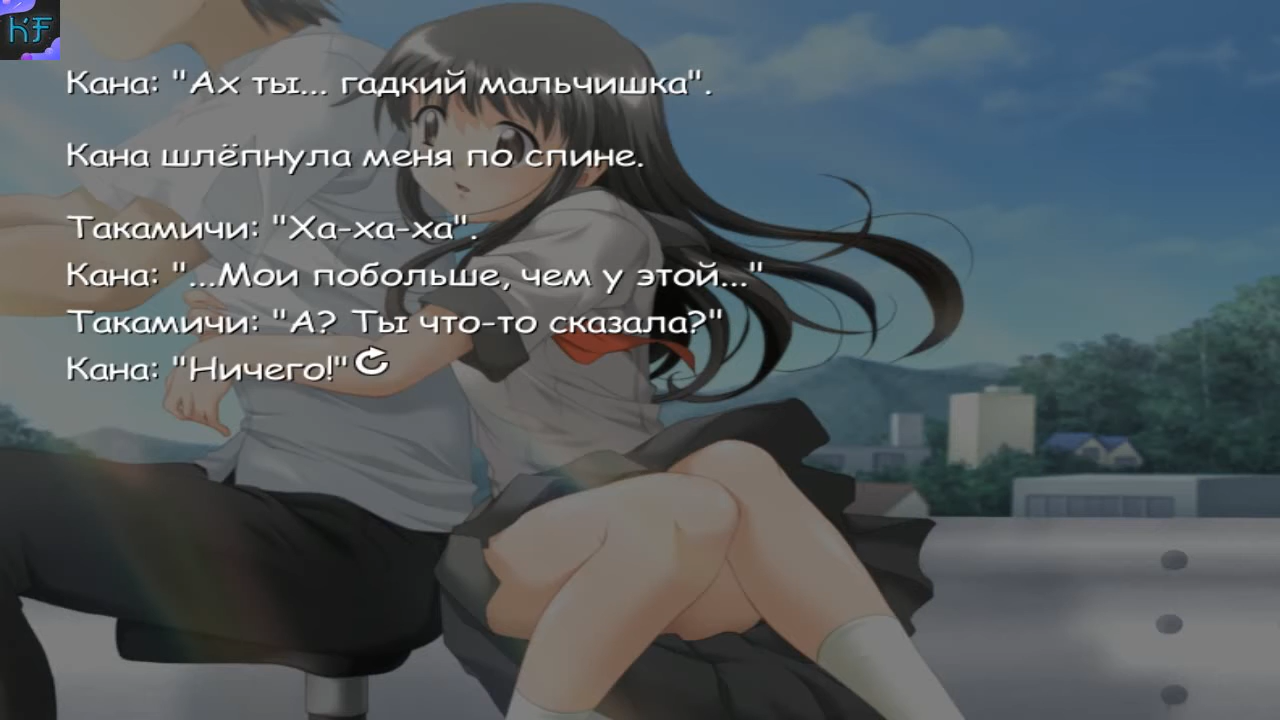 KF
Кана: "Ах ты... гадкий мальчишка".
Кана шлёпнула меня по спине.
Такамичи: "Ха-ха-ха".
Кана: "...Мои побольше, чем у этой..."
Такамичи: "А? Ты что-то сказала?"
Кана: "Ничего!"